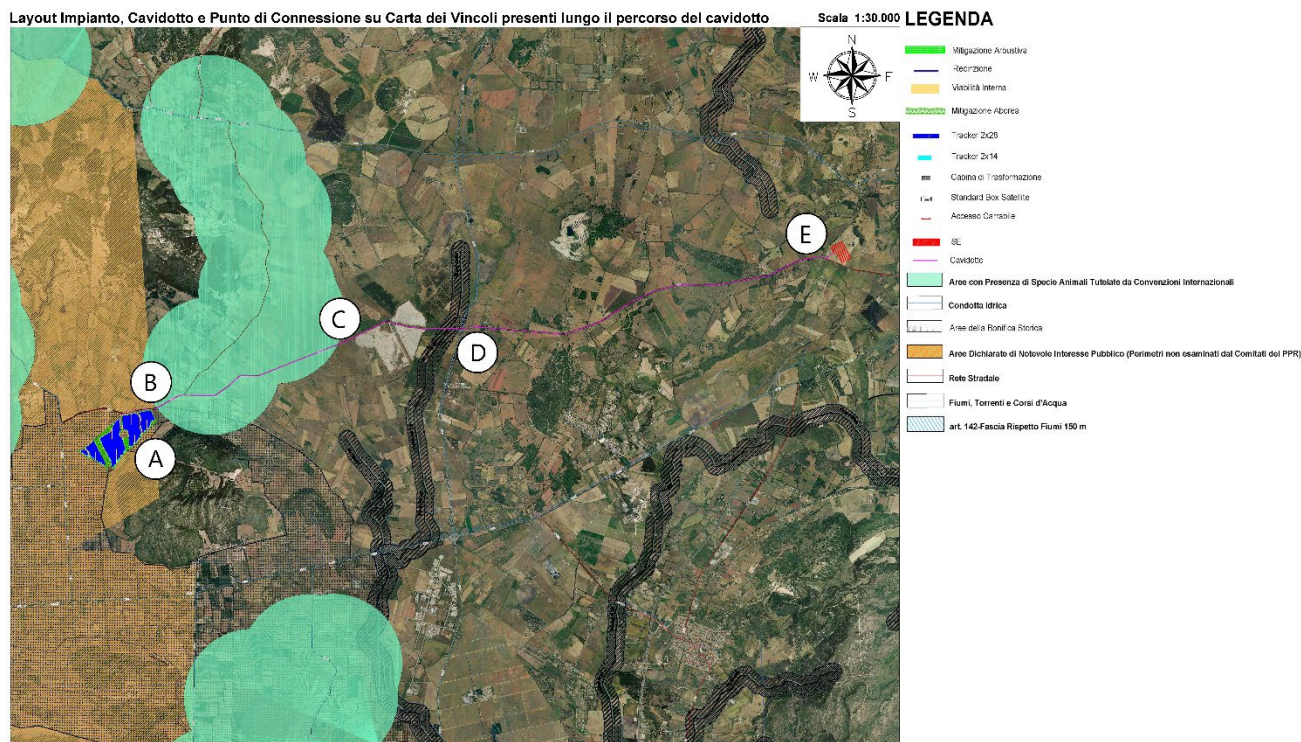 Layout Impianto, Cavidotto e Punto di Connessione su Carta dei Vincoli presenti lungo il percorso del cavidotto
Scala 1:30.000
LEGENDA
N
W
E
S
Mitigazione Arbustiva
Recinzione
Viabilità Interna
Mitigazione Aborea
Tracker 2x28
Tracker 2x14
Cabina di Trasformazione
Standard Box Satellite
Accesso Carrabile
SE
Cavidotto
Aree con Presenza di Specie Animali Tutelate da Convenzioni Internazionali
Condotta Idrica
Aree della Bonifica Storica
Aree Dichiarate di Notevole Interesse Pubblico (Perimetri non esaminati dal Comitati del PPR)
Rete Stradale
Fiumi, Torrenti e Corsi d'Acqua
art. 142-Fascia Rispetto Fiumi 150 m
E
C
D
B
A